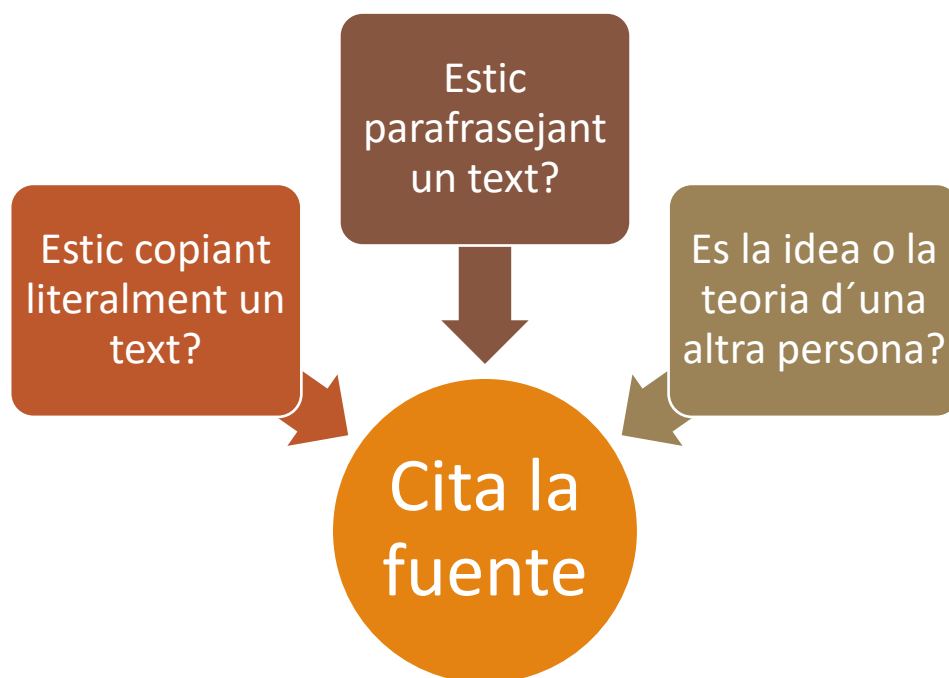 Estic
parafrasejant
un text?
Estic copiant
literalment un
text?
Es la idea o la
teoria d´una
altra persona?
Cita la
fuente